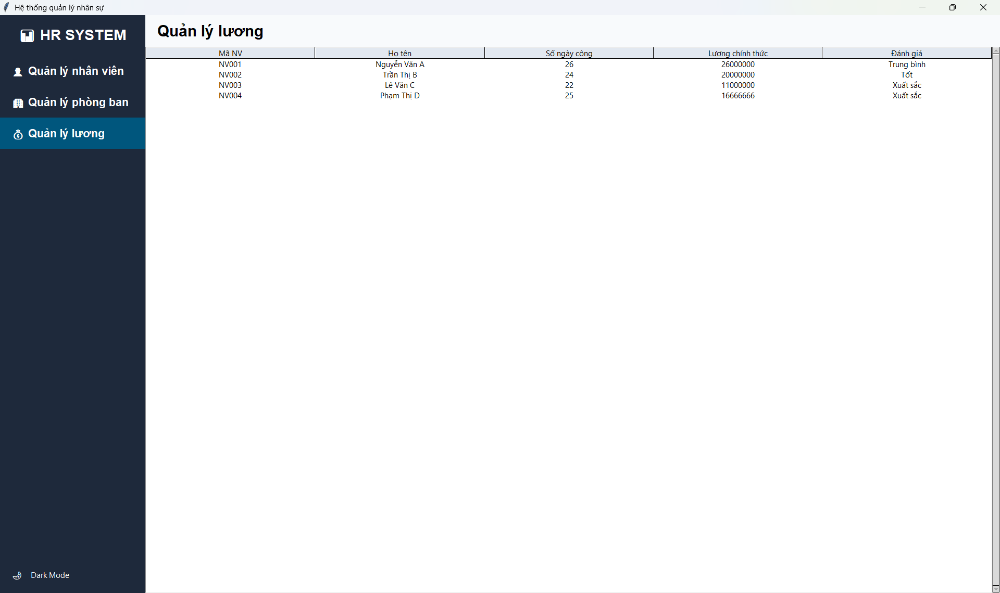 Hệ thống quản lý nhân sự
HR SYSTEM
Quản lý nhân viên
Quản lý phòng ban
Quản lý lương
Dark Mode
Quản lý lương
Mã NV Họ tên Số ngày công Lương chính thức Đánh giá
NV001 Nguyễn Văn A 26 26000000 Trung bình
NV002 Trần Thị B 24 20000000 Tốt
NV003 Lê Văn C 22 11000000 Xuất sắc
NV004 Phạm Thị D 25 16666666 Xuất sắc